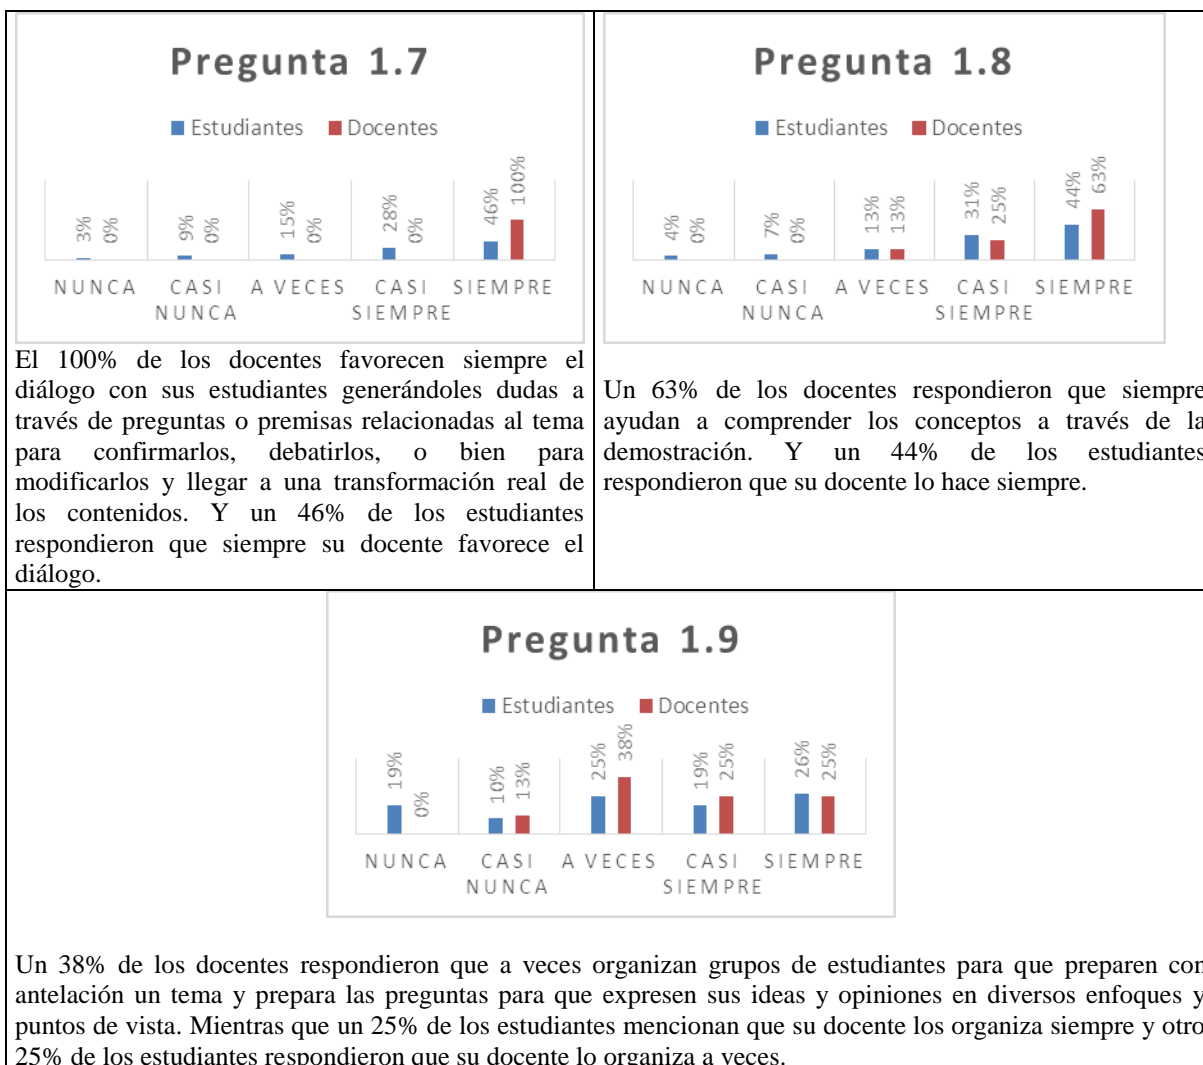 Pregunta 1.7
Estudiantes Docentes
3% 0% 9% 0% 15% 0% 28% 0% 46% 100%
NUNCA CASI NUNCA A VECES CASI SIEMPRE SIEMPRE
El 100% de los docentes favorecen siempre el
diálogo con sus estudiantes generándoles dudas a
través de preguntas o premisas relacionadas al tema
para confirmarlos, debatirlos, o bien para
modificarlos y llegar a una transformación real de
los contenidos. Y un 46% de los estudiantes
respondieron que siempre su docente favorece el
diálogo.
Pregunta 1.8
Estudiantes Docentes
4% 0% 7% 0% 13% 13% 31% 25% 44% 63%
NUNCA CASI NUNCA A VECES CASI SIEMPRE SIEMPRE
Un 63% de los docentes respondieron que siempre
ayudan a comprender los conceptos a través de la
demostración. Y un 44% de los estudiantes
respondieron que su docente lo hace siempre.
Pregunta 1.9
Estudiantes Docentes
19% 0% 10% 13% 25% 38% 19% 25% 26% 25%
NUNCA CASI NUNCA A VECES CASI SIEMPRE SIEMPRE
Un 38% de los docentes respondieron que a veces organizan grupos de estudiantes para que preparen con
antelación un tema y prepara las preguntas para que expresen sus ideas y opiniones en diversos enfoques y
puntos de vista. Mientras que un 25% de los estudiantes mencionan que su docente los organiza siempre y otro
25% de los estudiantes respondieron que su docente lo organiza a veces.